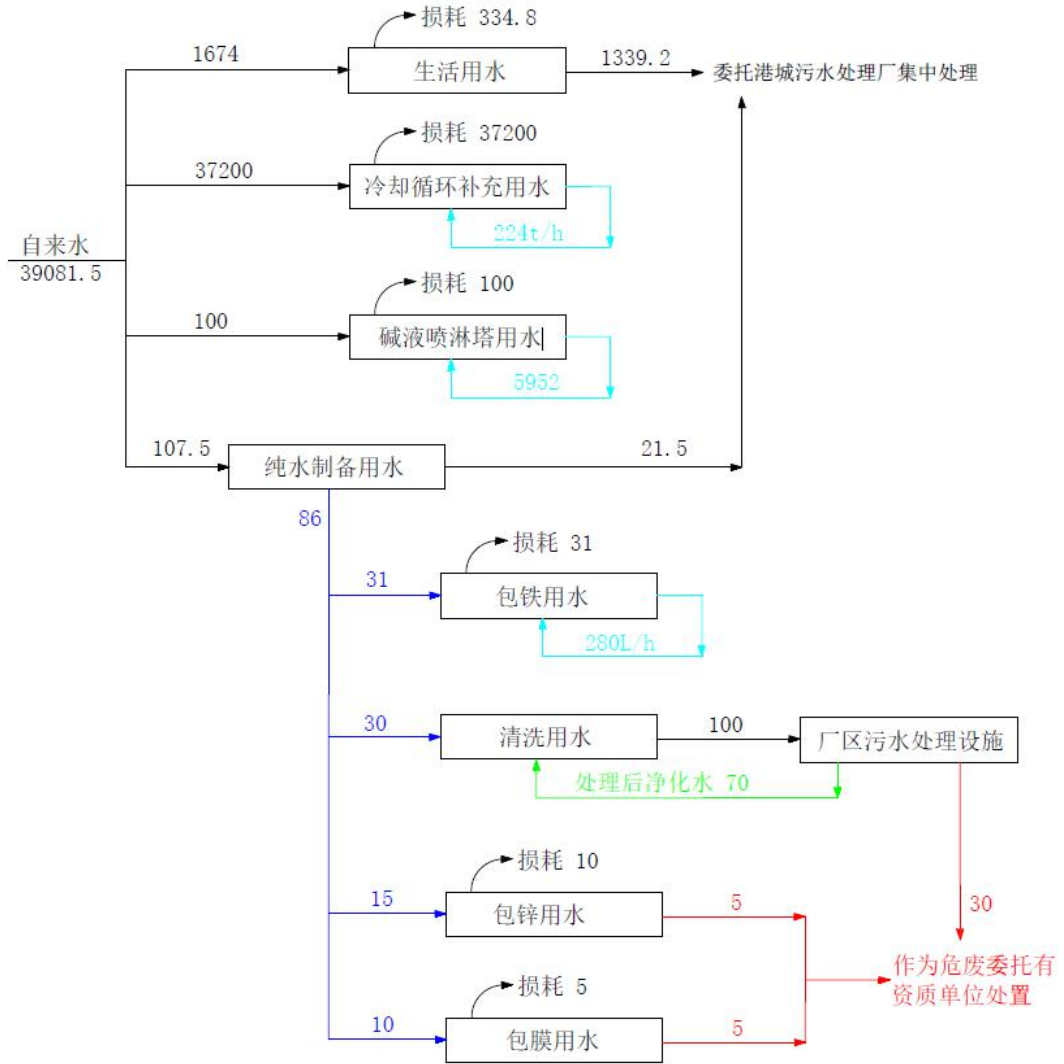 损耗 334.8
1674
生活用水
1339.2
委托港城污水处理厂集中处理
损耗 37200
37200
冷却循环补充用水
224t/h
自来水
39081.5
损耗 100
100
碱液喷淋塔用水
5952
107.5
纯水制备用水
21.5
86
损耗 31
31
包铁用水
280L/h
30
清洗用水
100
厂区污水处理设施
处理后净化水 70
损耗 10
15
包锌用水
5
30
作为危废委托有
资质单位处置
损耗 5
10
包膜用水
5